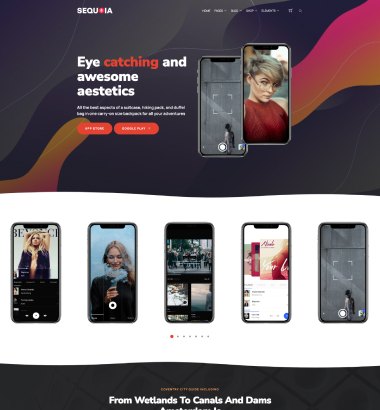 SEQUOIA
HOME PAGES BLOG SHOP ELEMENTS
Eye catching and
awesome
aestetics
All the best aspects of a suitcase, hiking pack, and duffel
bag in one carry-on size backpack for all your adventures
APP STORE GOOGLE PLAY
COVENTRY CITY GUIDE INCLUDING
From Wetlands To Canals And Dams
Amsterdam Is